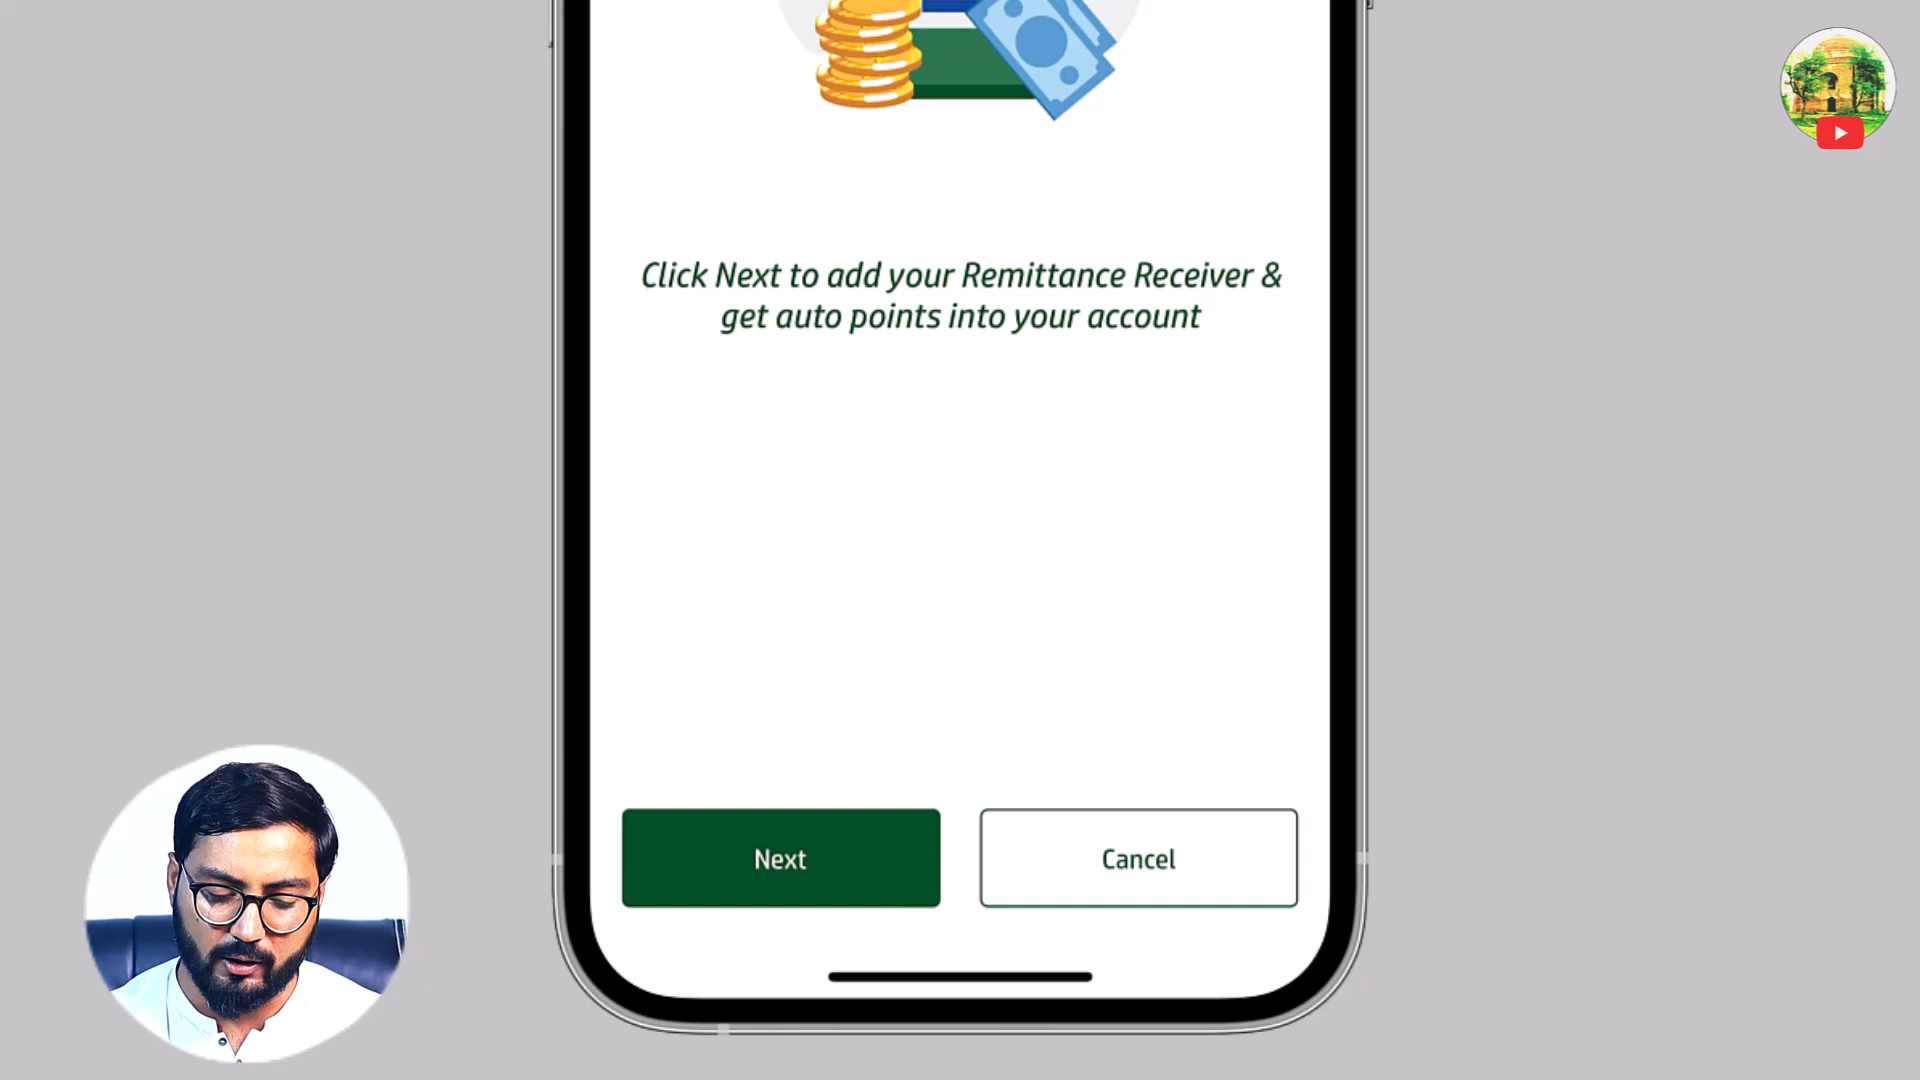 Click Next to add your Remittance Receiver &
get auto points into your account
Next
Cancel